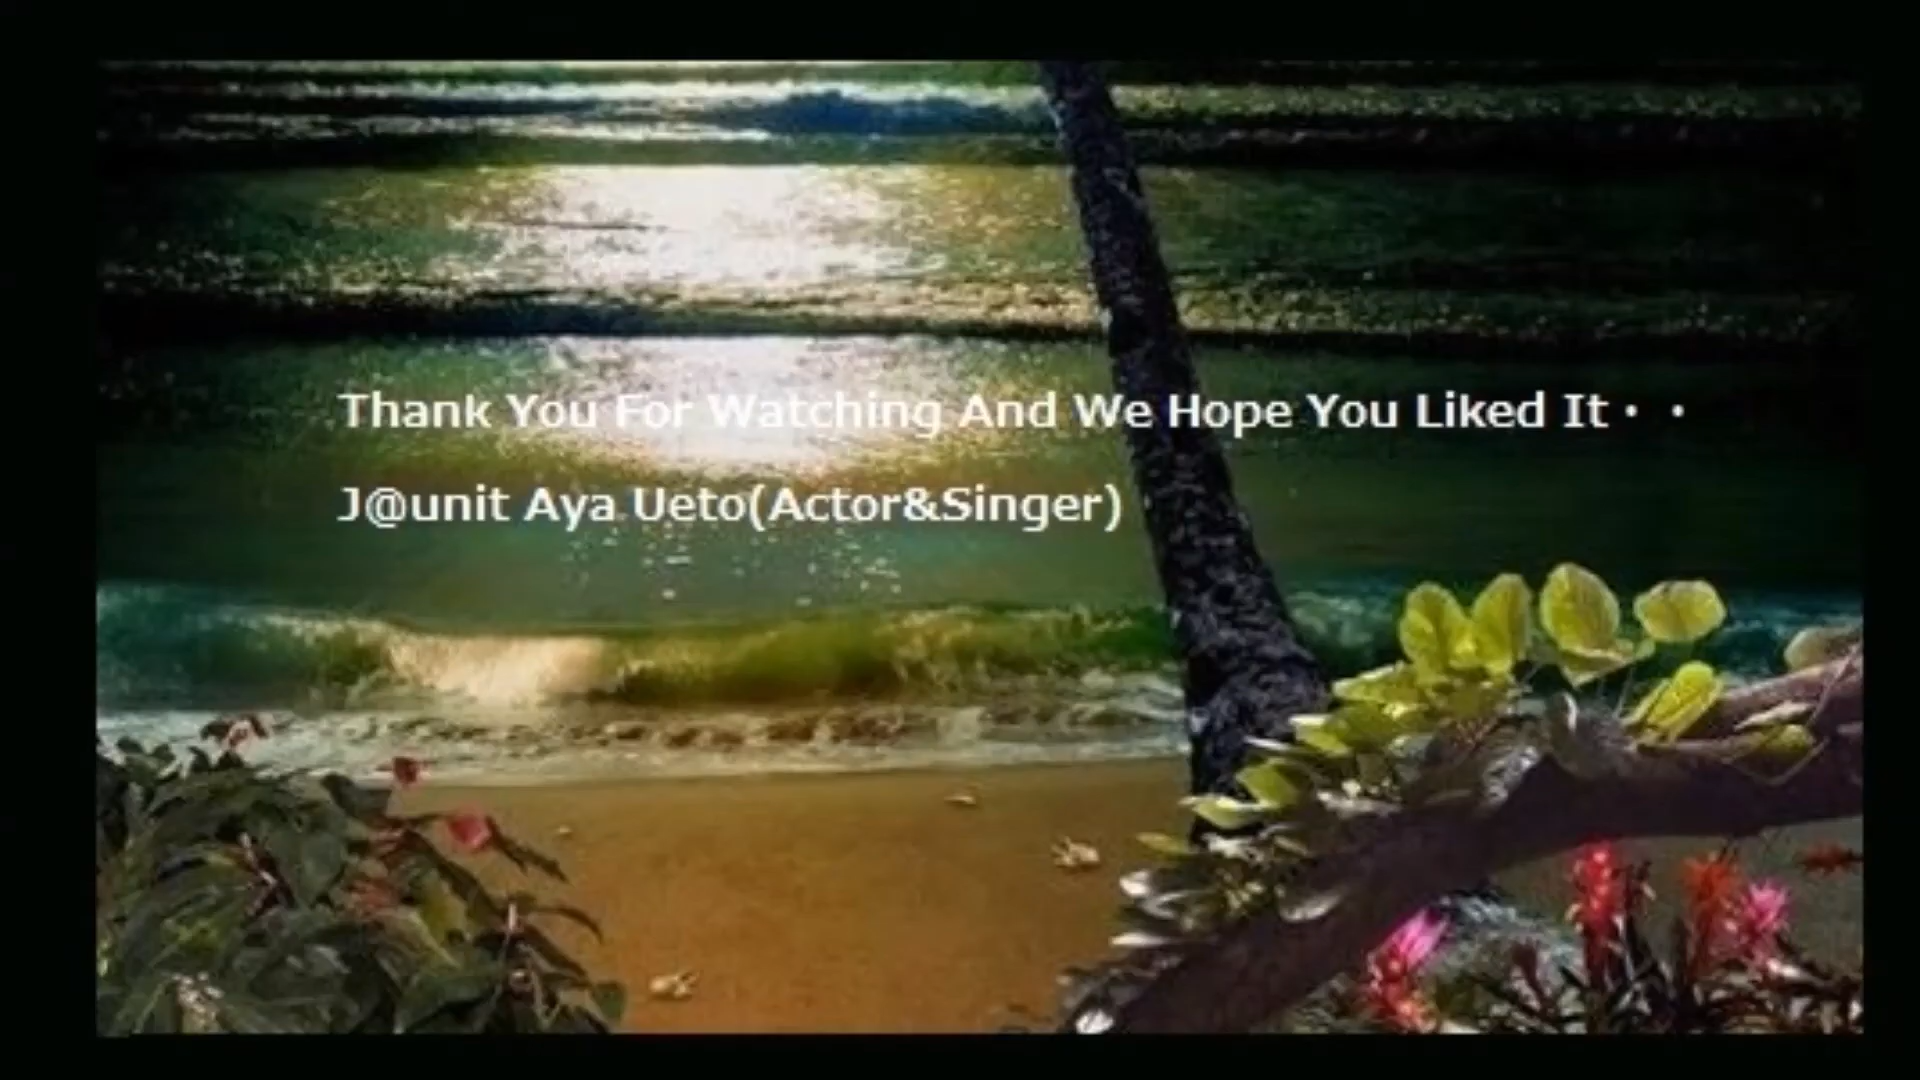 Thank You For Watching And We Hope You Liked It・・
J@unit Aya Ueto(Actor&Singer)